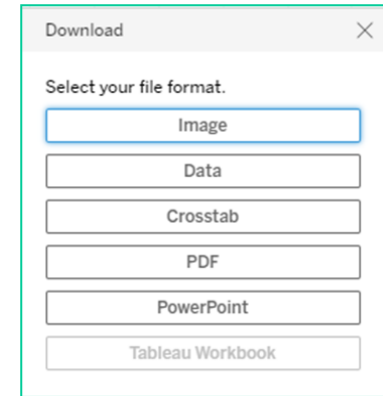 Download
Select your file format.
Image
Data
Crosstab
PDF
PowerPoint
Tableau Workbook